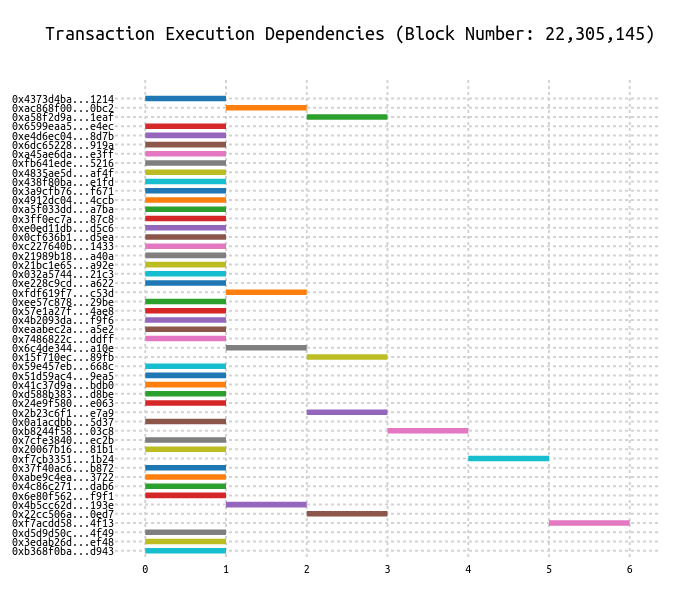 Transaction Execution Dependencies (Block Number: 22,305,145)
0x4373d4ba...1214
0xac868f00...0bc2
0xa58f2d9a...1eaf
0x6599eaa5...e4ec
0xe4d6ec04...8d7b
0x6dc65228...919a
0xa45ae6da...e3ff
0xfb641ede...5216
0x4835ae5d...af4f
0x438f80ba...e1fd
0x3a9cfb76...f671
0x4912dc04...4ccb
0xa5f033dd...a7ba
0x3ff0ec7a...87c8
0xe0ed11db...d5c6
0x0cf636b1...d5ea
0xc227640b...1433
0x21989b18...a40a
0x21bc1e65...a92e
0x032a5744...21c3
0xe228c9cd...a622
0xfdf619f7...c53d
0xee57c878...29be
0x57e1a27f...4ae8
0x4b2093da...f9f6
0xeaabec2a...a5e2
0x7486822c...ddff
0x6c4de344...a10e
0x15f710ec...89fb
0x59e457eb...668c
0x51d59ac4...9ea5
0x41c37d9a...bdb0
0xd588b383...d8be
0x24e9f580...e063
0x2b23c6f1...e7a9
0x0a1acdbb...5d37
0xb8244f58...03c8
0x7cfe3840...ec2b
0x20067b16...81b1
0xf7cb3351...1b24
0x37f40ac6...b872
0xabe9c4ea...3722
0x4c86c271...dab6
0x6e80f562...f9f1
0x4b5cc62d...193e
0x22cc506a...0ed7
0xf7acdd58...4f13
0xd5d9d50c...4f49
0x3edab26d...ef48
0xb368f0ba...d943
0 1 2 3 4 5 6